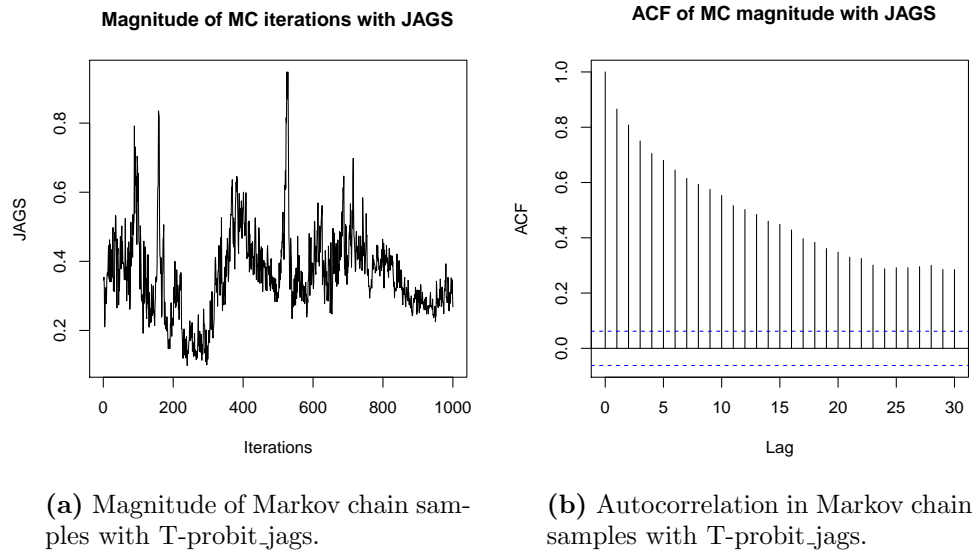 Magnitude of MC iterations with JAGS
JAGS
0.2
0.4
0.6
0.8
0
200
400
600
800
1000
Iterations
(a) Magnitude of Markov chain sam-
ples with T-probit_jags.
ACF of MC magnitude with JAGS
ACF
0.0
0.2
0.4
0.6
0.8
1.0
0
5
10
15
20
25
30
Lag
(b) Autocorrelation in Markov chain
samples with T-probit_jags.